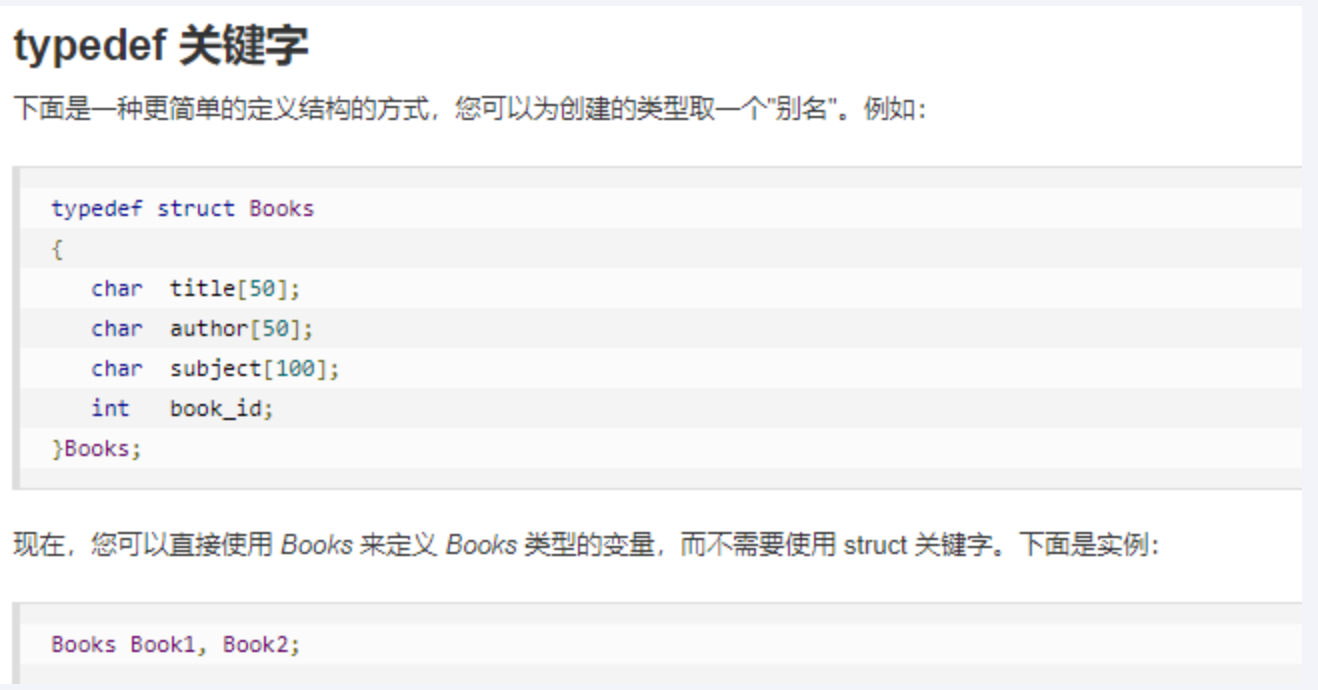 typedef 关键字
下面是一种更简单的定义结构的方式，您可以为创建的类型取一个"别名"。例如：
typedef struct Books
{
   char  title[50];
   char  author[50];
   char  subject[100];
   int   book_id;
}Books;
现在，您可以直接使用 Books 来定义 Books 类型的变量，而不需要使用 struct 关键字。下面是实例：
Books Book1, Book2;